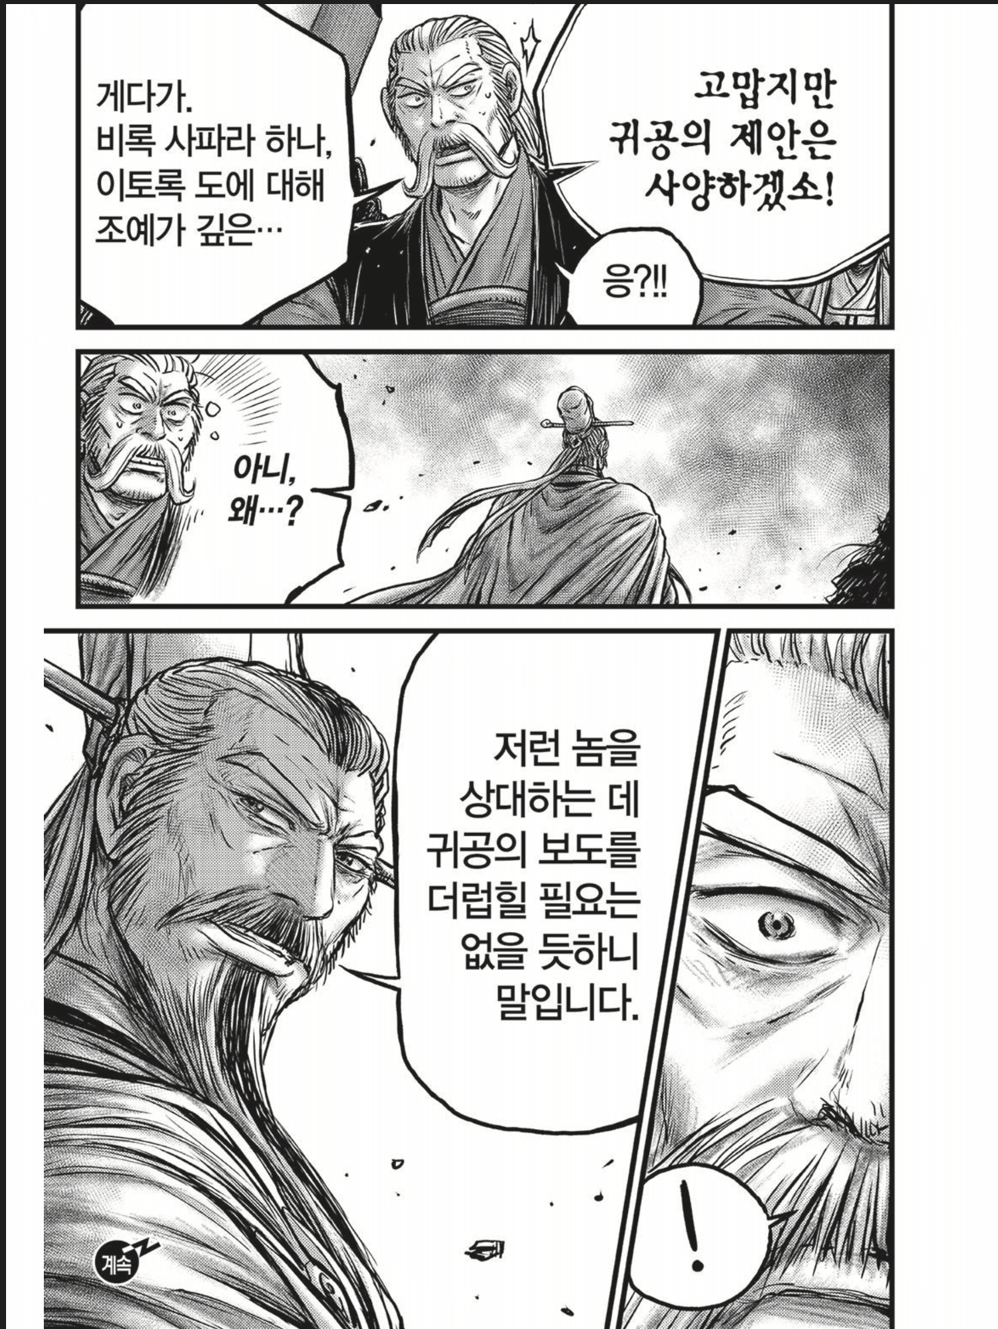 게다가.
비록 사파라 하나,
이토록 도에 대해
조예가 깊은…
고맙지만
귀공의 제안은
사양하겠소!
응?!!
아니,
왜…?
저런 놈을
상대하는 데
귀공의 보도를
더럽힐 필요는
없을 듯하니
말입니다.
!
계속